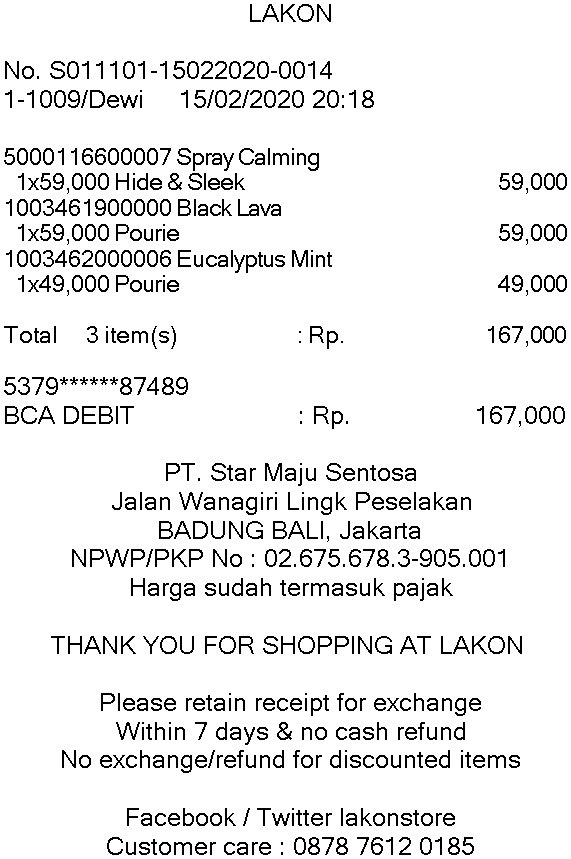 LAKON
No. S011101-15022020-0014
1-1009/Dewi 15/02/2020 20:18
5000116600007 Spray Calming
1x59,000 Hide & Sleek 59,000
1003461900000 Black Lava
1x59,000 Pourie 59,000
1003462000006 Eucalyptus Mint
1x49,000 Pourie 49,000
Total 3 item(s) : Rp. 167,000
5379******87489
BCA DEBIT : Rp. 167,000
PT. Star Maju Sentosa
Jalan Wanagiri Lingk Peselakan
BADUNG BALI, Jakarta
NPWP/PKP No : 02.675.678.3-905.001
Harga sudah termasuk pajak
THANK YOU FOR SHOPPING AT LAKON
Please retain receipt for exchange
Within 7 days & no cash refund
No exchange/refund for discounted items
Facebook / Twitter lakonstore
Customer care : 0878 7612 0185